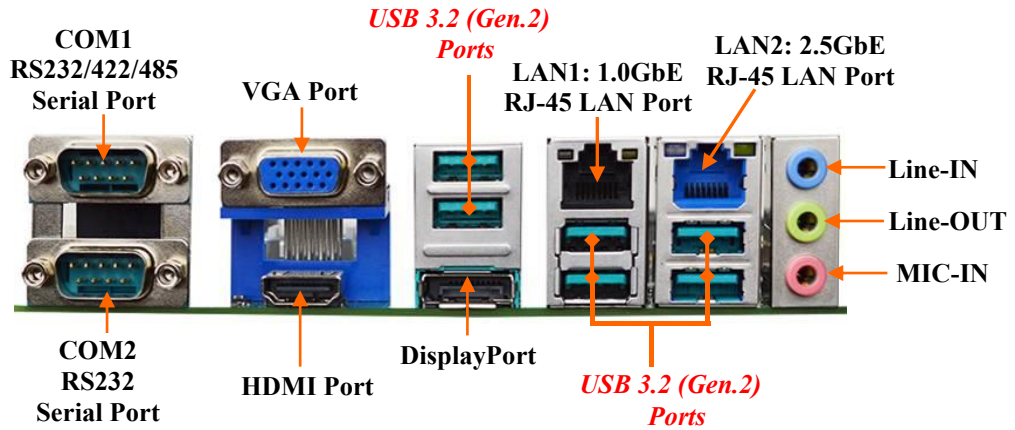 USB 3.2 (Gen.2)
Ports
COM1
RS232/422/485
Serial Port
VGA Port
LAN1: 1.0GbE
RJ-45 LAN Port
LAN2: 2.5GbE
RJ-45 LAN Port
Line-IN
Line-OUT
MIC-IN
COM2
RS232
Serial Port
HDMI Port
DisplayPort
USB 3.2 (Gen.2)
Ports